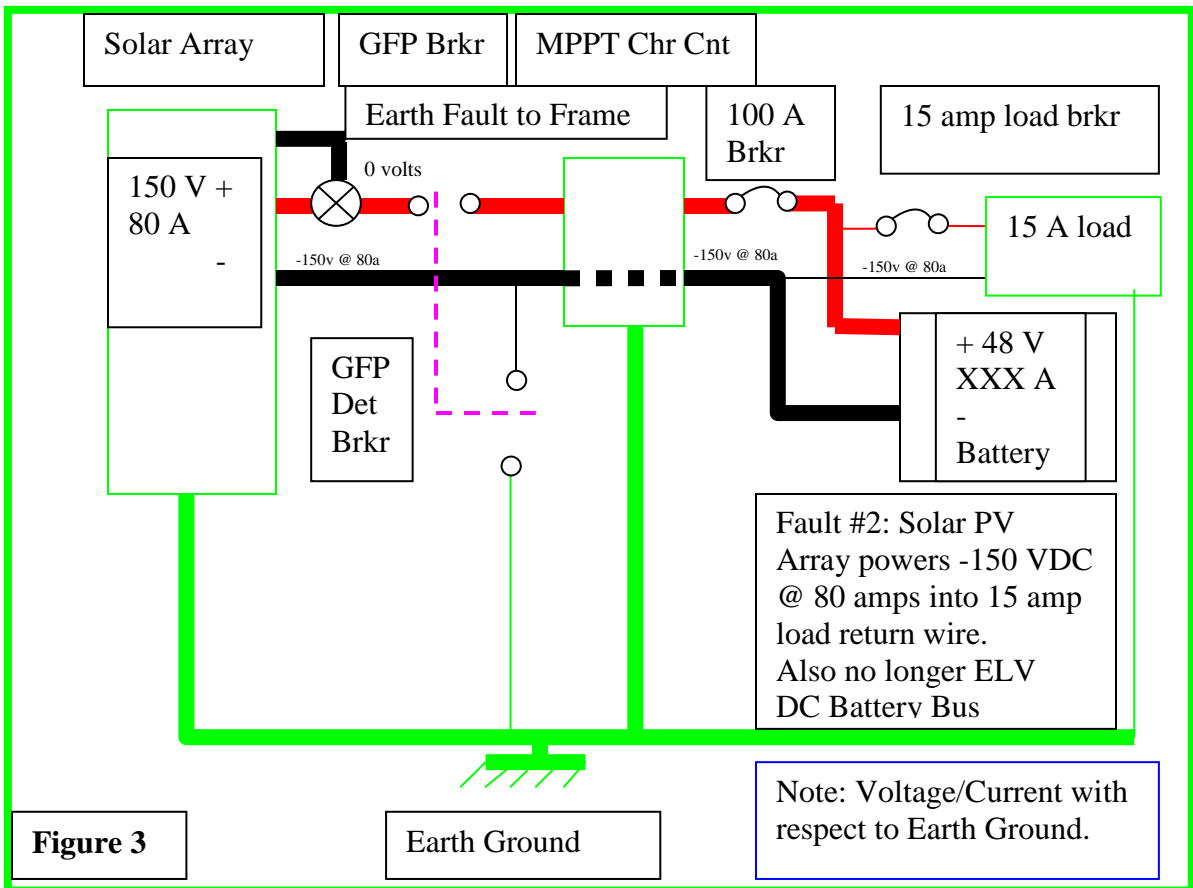 Solar Array
GFP Brkr
MPPT Chr Cnt
Earth Fault to Frame
100 A
Brkr
15 amp load brkr
150 V +
80 A
-
0 volts
-150v @ 80a
-150v @ 80a
-150v @ 80a
15 A load
GFP
Det
Brkr
+ 48 V
XXX A
-
Battery
Fault #2: Solar PV
Array powers -150 VDC
@ 80 amps into 15 amp
load return wire.
Also no longer ELV
DC Battery Bus
Note: Voltage/Current with
respect to Earth Ground.
Figure 3
Earth Ground